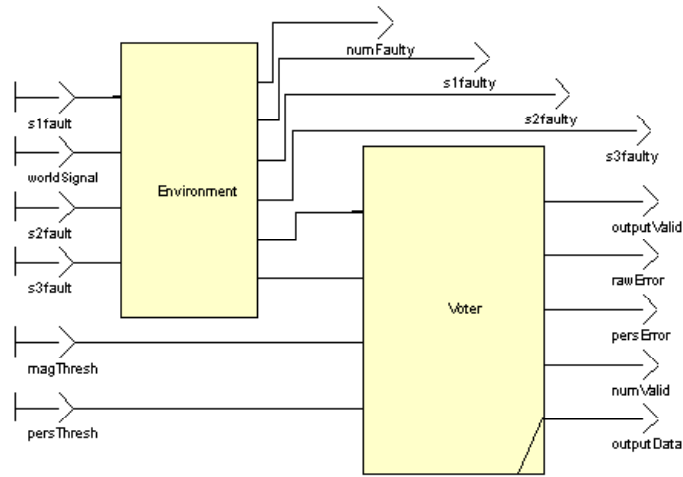 numFaulty
s1faulty
s2faulty
s3faulty
s1fault
worldSignal
s2fault
s3fault
magThresh
persThresh
Environment
Voter
outputValid
rawError
persError
numValid
outputData